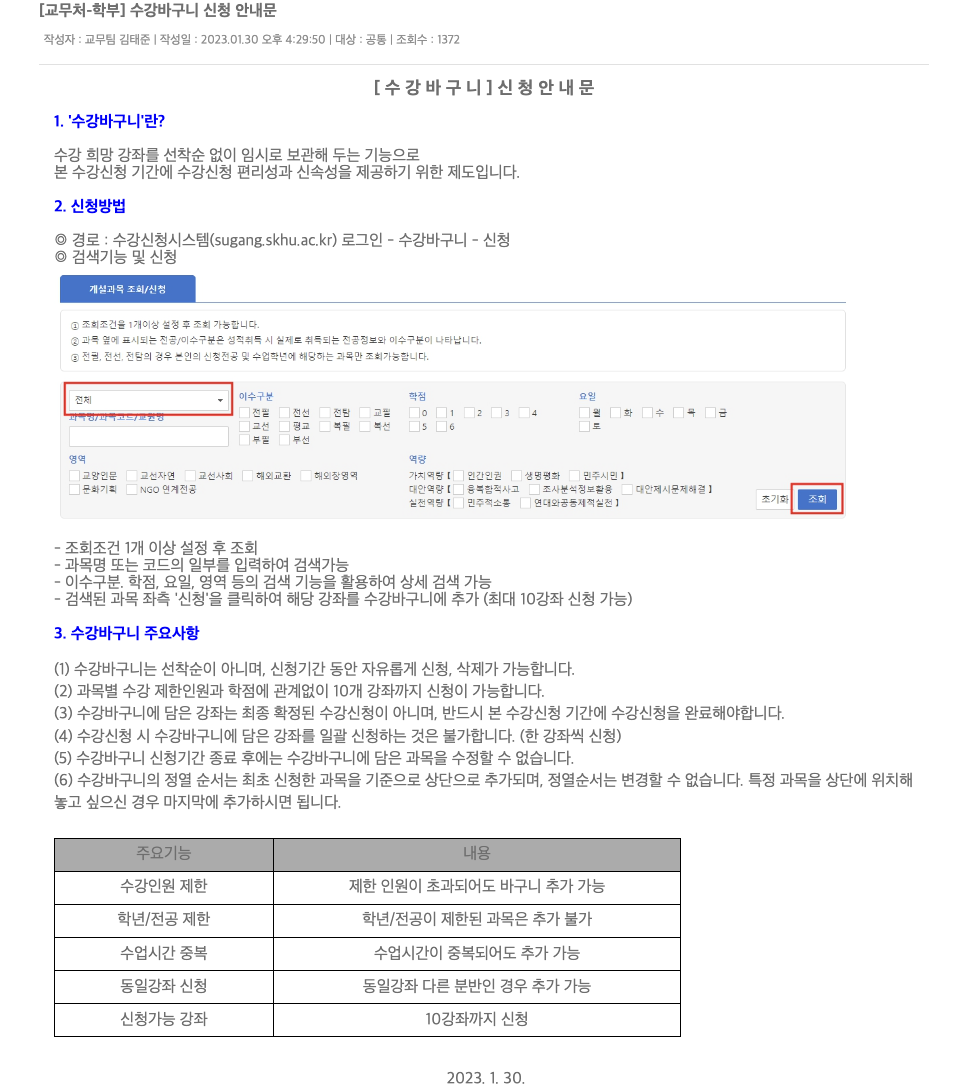 [교무처-학부] 수강바구니 신청 안내문
작성자 : 교무팀 김태준 | 작성일 : 2023.01.30 오후 4:29:50 | 대상 : 공통 | 조회수 : 1372
[ 수 강 바 구 니 ] 신 청 안 내 문
1. '수강바구니'란?
수강 희망 강좌를 선착순 없이 임시로 보관해 두는 기능으로
본 수강신청 기간에 수강신청 편리성과 신속성을 제공하기 위한 제도입니다.
2. 신청방법
◎ 경로 : 수강신청시스템(sugang.skhu.ac.kr) 로그인 - 수강바구니 - 신청
◎ 검색기능 및 신청
개설과목 조회/신청
① 조회조건을 1개이상 설정 후 조회 가능합니다.
② 과목 옆에 표시되는 전공/이수구분은 성적취득 시 실제로 취득되는 전공정보와 이수구분이 나타납니다.
③ 전필, 전선, 전탐의 경우 본인의 신청전공 및 수업학년에 해당하는 과목만 조회가능합니다.
전체
과목명/과목코드/교원명
이수구분
전필 전선 전탐 교필
교선 평교 복필 복선
부필 부선
학점
0 1 2 3 4
5 6
요일
월 화 수 목 금
토
영역
교양인문 교선자연 교선사회 해외교환 해외장영역
문화기획 NGO 연계전공
역량
가치역량 [ 인간인권 생명평화 민주시민 ]
대안역량 [ 융복합적사고 조사분석정보활용 대안제시문제해결 ]
실천역량 [ 민주적소통 연대와공동체적실천 ]
초기화 조회
- 조회조건 1개 이상 설정 후 조회
- 과목명 또는 코드의 일부를 입력하여 검색가능
- 이수구분. 학점, 요일, 영역 등의 검색 기능을 활용하여 상세 검색 가능
- 검색된 과목 좌측 '신청'을 클릭하여 해당 강좌를 수강바구니에 추가 (최대 10강좌 신청 가능)
3. 수강바구니 주요사항
(1) 수강바구니는 선착순이 아니며, 신청기간 동안 자유롭게 신청, 삭제가 가능합니다.
(2) 과목별 수강 제한인원과 학점에 관계없이 10개 강좌까지 신청이 가능합니다.
(3) 수강바구니에 담은 강좌는 최종 확정된 수강신청이 아니며, 반드시 본 수강신청 기간에 수강신청을 완료해야합니다.
(4) 수강신청 시 수강바구니에 담은 강좌를 일괄 신청하는 것은 불가합니다. (한 강좌씩 신청)
(5) 수강바구니 신청기간 종료 후에는 수강바구니에 담은 과목을 수정할 수 없습니다.
(6) 수강바구니의 정열 순서는 최초 신청한 과목을 기준으로 상단으로 추가되며, 정열순서는 변경할 수 없습니다. 특정 과목을 상단에 위치해
놓고 싶으신 경우 마지막에 추가하시면 됩니다.
주요기능 내용
수강인원 제한 제한 인원이 초과되어도 바구니 추가 가능
학년/전공 제한 학년/전공이 제한된 과목은 추가 불가
수업시간 중복 수업시간이 중복되어도 추가 가능
동일강좌 신청 동일강좌 다른 분반인 경우 추가 가능
신청가능 강좌 10강좌까지 신청
2023. 1. 30.